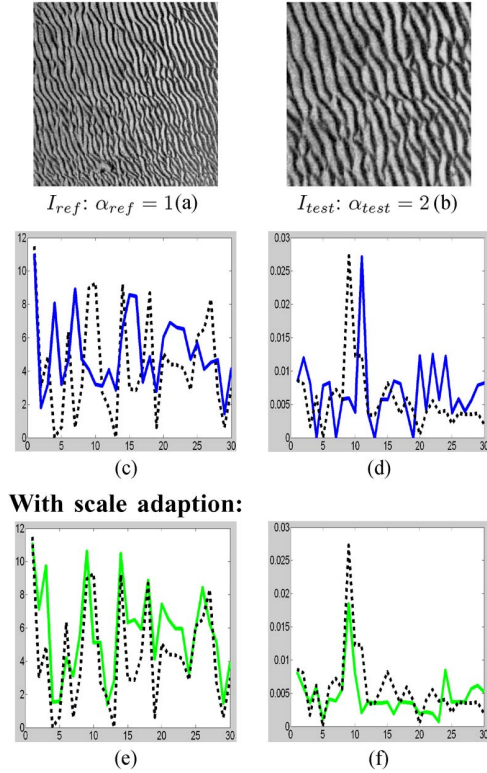 I_ref: α_ref = 1 (a)
I_test: α_test = 2 (b)
12
10
8
6
4
2
0
0 5 10 15 20 25 30
(c)
0.03
0.025
0.02
0.015
0.01
0.005
0
0 5 10 15 20 25 30
(d)
With scale adaption:
12
10
8
6
4
2
0
0 5 10 15 20 25 30
(e)
0.03
0.025
0.02
0.015
0.01
0.005
0
0 5 10 15 20 25 30
(f)